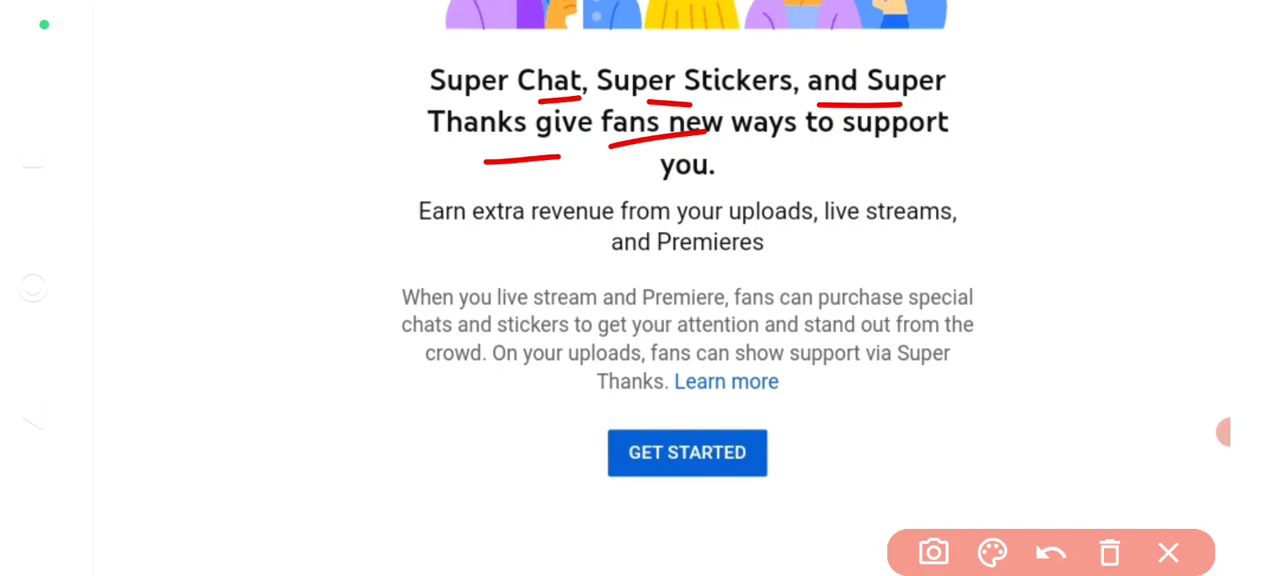 Super Chat, Super Stickers, and Super
Thanks give fans new ways to support
you.
Earn extra revenue from your uploads, live streams,
and Premieres
When you live stream and Premiere, fans can purchase special
chats and stickers to get your attention and stand out from the
crowd. On your uploads, fans can show support via Super
Thanks. Learn more
GET STARTED